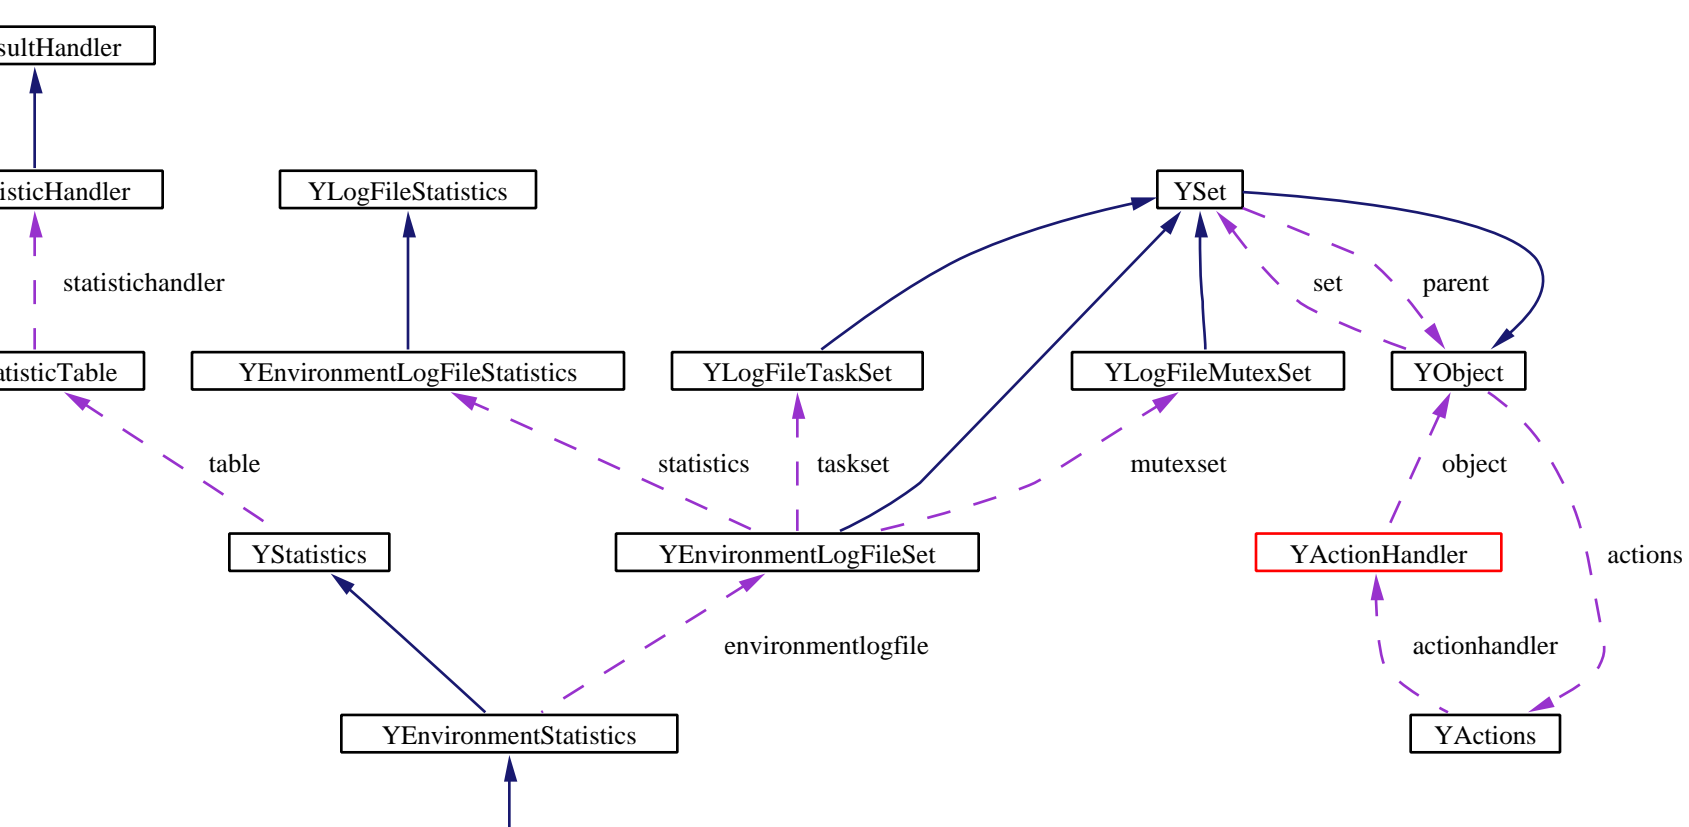 sultHandler
isticHandler
YLogFileStatistics
YSet
statistichandler
set
parent
atisticTable
YEnvironmentLogFileStatistics
YLogFileTaskSet
YLogFileMutexSet
YObject
table
statistics
taskset
mutexset
object
YStatistics
YEnvironmentLogFileSet
YActionHandler
actions
environmentlogfile
actionhandler
YEnvironmentStatistics
YActions